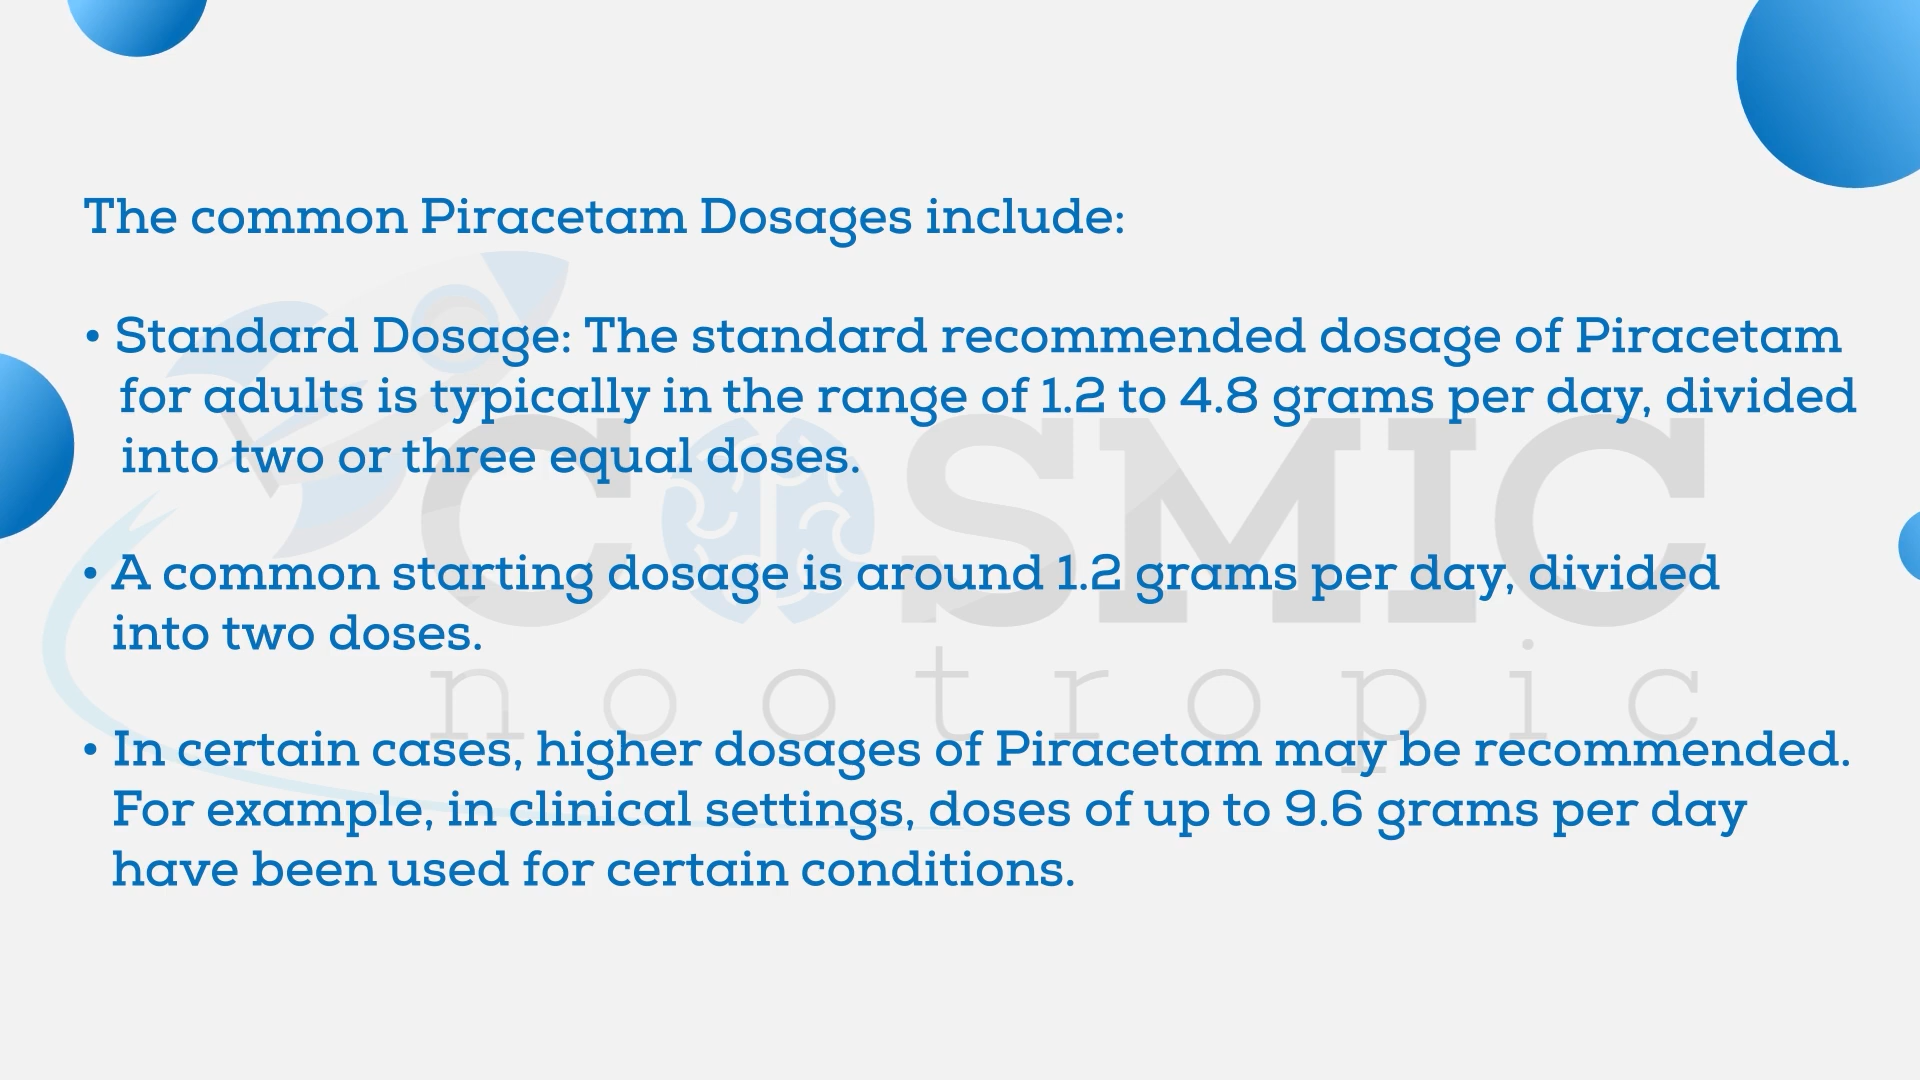 The common Piracetam Dosages include:
• Standard Dosage: The standard recommended dosage of Piracetam
for adults is typically in the range of 1.2 to 4.8 grams per day, divided
into two or three equal doses.
• A common starting dosage is around 1.2 grams per day, divided
into two doses.
• In certain cases, higher dosages of Piracetam may be recommended.
For example, in clinical settings, doses of up to 9.6 grams per day
have been used for certain conditions.
COSMIC
nootropic